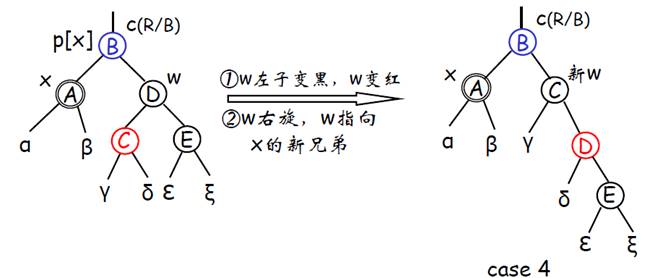 c(R/B)
p[x]
B
x
w
A
D
C
E
α
β
γ
δ
ε
ξ
①w左子变黑，w变红
②w右旋，w指向
x的新兄弟
c(R/B)
B
x
新w
A
C
α
β
γ
D
δ
E
ε
ξ
case 4